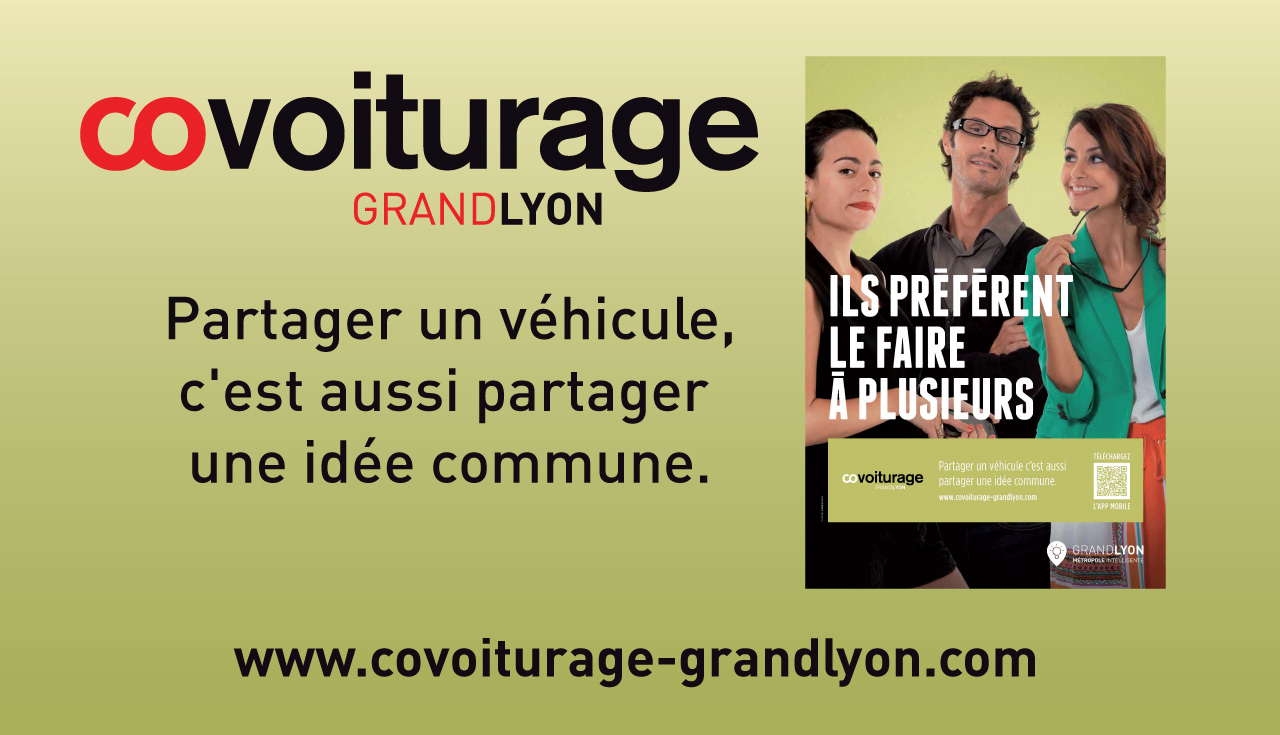 covoiturage
GRANDLYON
Partager un véhicule,
c'est aussi partager
une idée commune.
ILS PRÉFÈRENT
LE FAIRE
À PLUSIEURS
covoiturage
GRANDLYON
Partager un véhicule c'est aussi
partager une idée commune.
www.covoiturage-grandlyon.com
TÉLÉCHARGEZ
L'APP MOBILE
GRANDLYON
MÉTROPOLE INTELLIGENTE
www.covoiturage-grandlyon.com